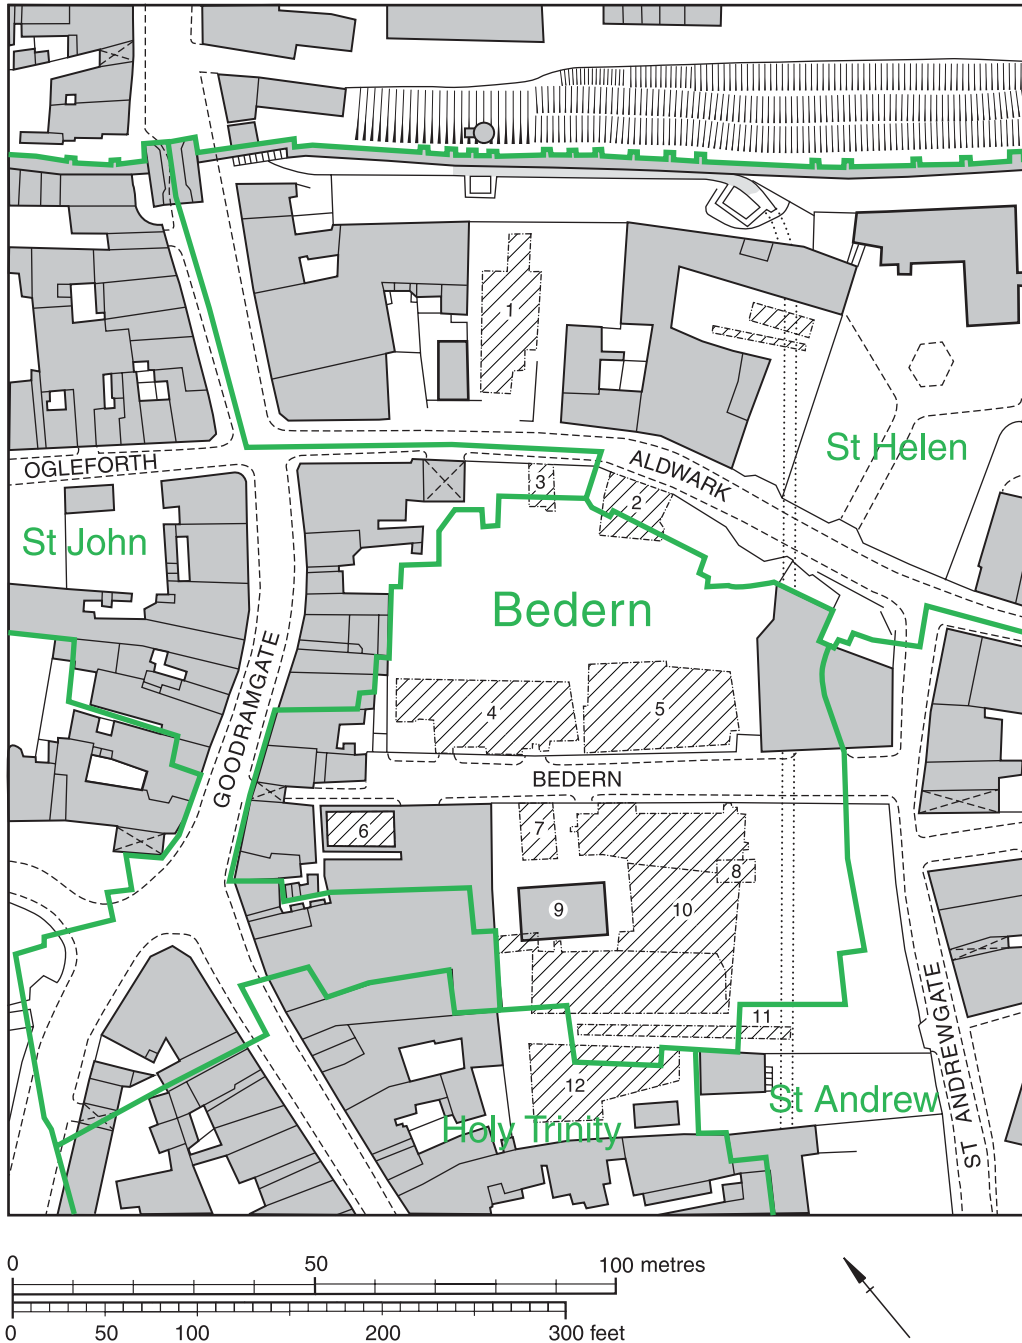 1
St Helen
OGLEFORTH
ALDWARK
3
2
St John
Bedern
GOODRAMGATE
4
5
BEDERN
6
7
8
9
10
11
12
St Andrew
Holy Trinity
ST ANDREWGATE
0 50 100 metres
0 50 100 200 300 feet